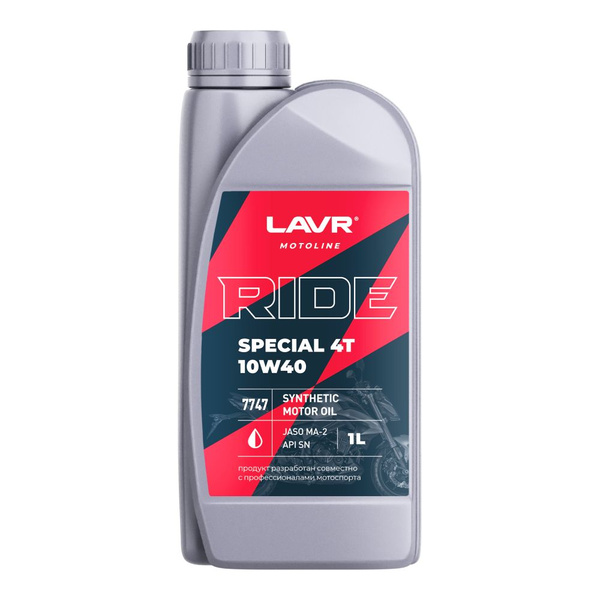 LAVR®
MOTOLINE
RIDE
SPECIAL 4T
10W40
7747
SYNTHETIC
MOTOR OIL
JASO MA-2
API SN
1L
продукт разработан совместно
с профессионалами мотоспорта